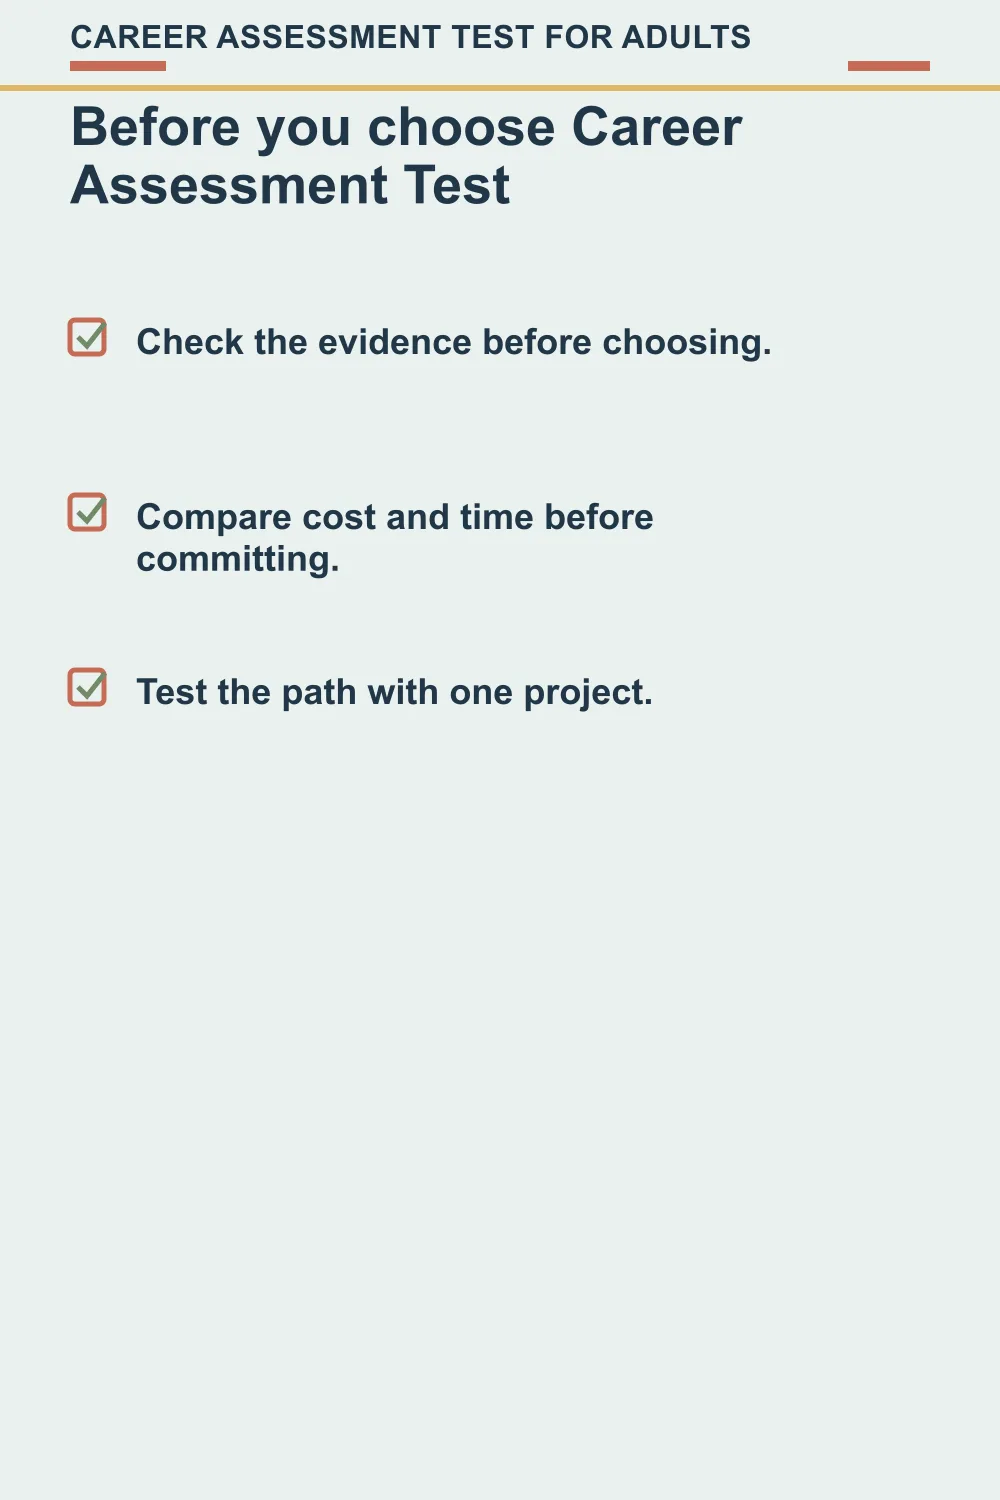 CAREER ASSESSMENT TEST FOR ADULTS
Before you choose Career
Assessment Test
Check the evidence before choosing.
Compare cost and time before
committing.
Test the path with one project.